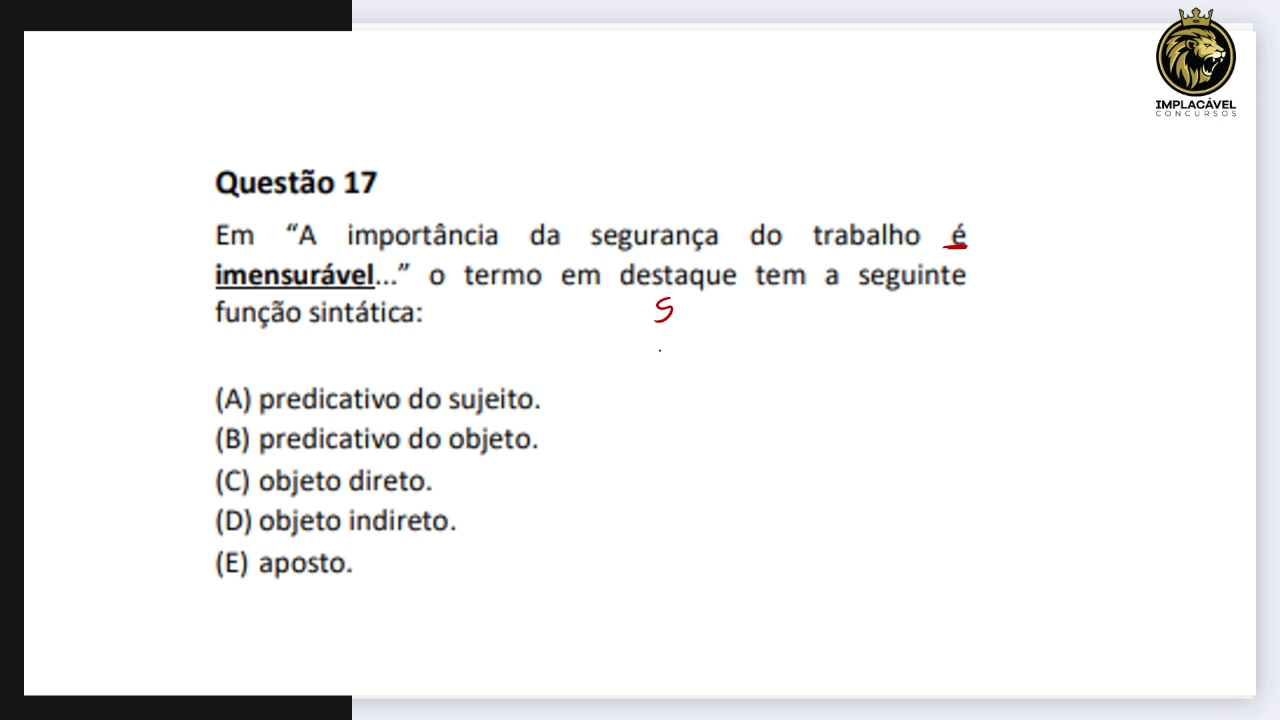 IMPLACÁVEL
CONCURSOS
Questão 17
Em “A importância da segurança do trabalho é
imensurável...” o termo em destaque tem a seguinte
função sintática:
S
(A) predicativo do sujeito.
(B) predicativo do objeto.
(C) objeto direto.
(D) objeto indireto.
(E) aposto.